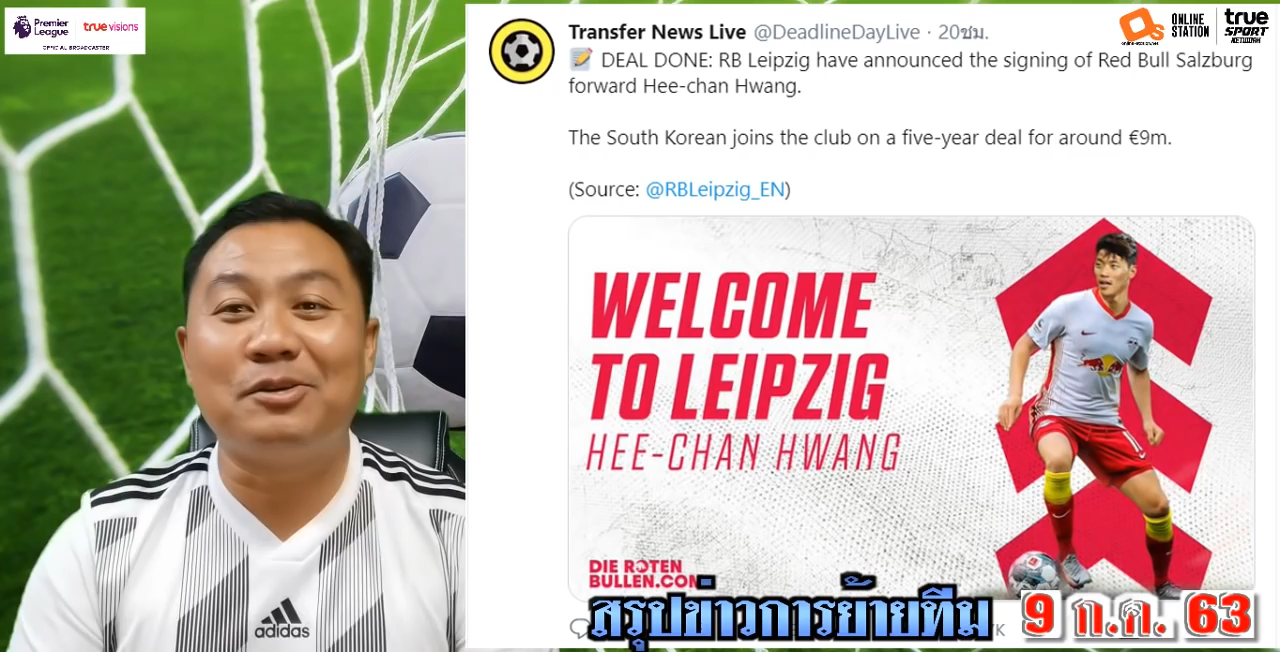 Premier League
true visions
OFFICIAL BROADCASTER
Transfer News Live @DeadlineDayLive · 20ชม.
📝 DEAL DONE: RB Leipzig have announced the signing of Red Bull Salzburg
forward Hee-chan Hwang.
The South Korean joins the club on a five-year deal for around €9m.
(Source: @RBLeipzig_EN)
ONLINE STATION
true SPORT NETWORK
WELCOME
TO LEIPZIG
HEE-CHAN HWANG
DIE ROTEN
BULLEN.COM
adidas
สรุปข่าวการย้ายทีม 9 ก.ค. 63